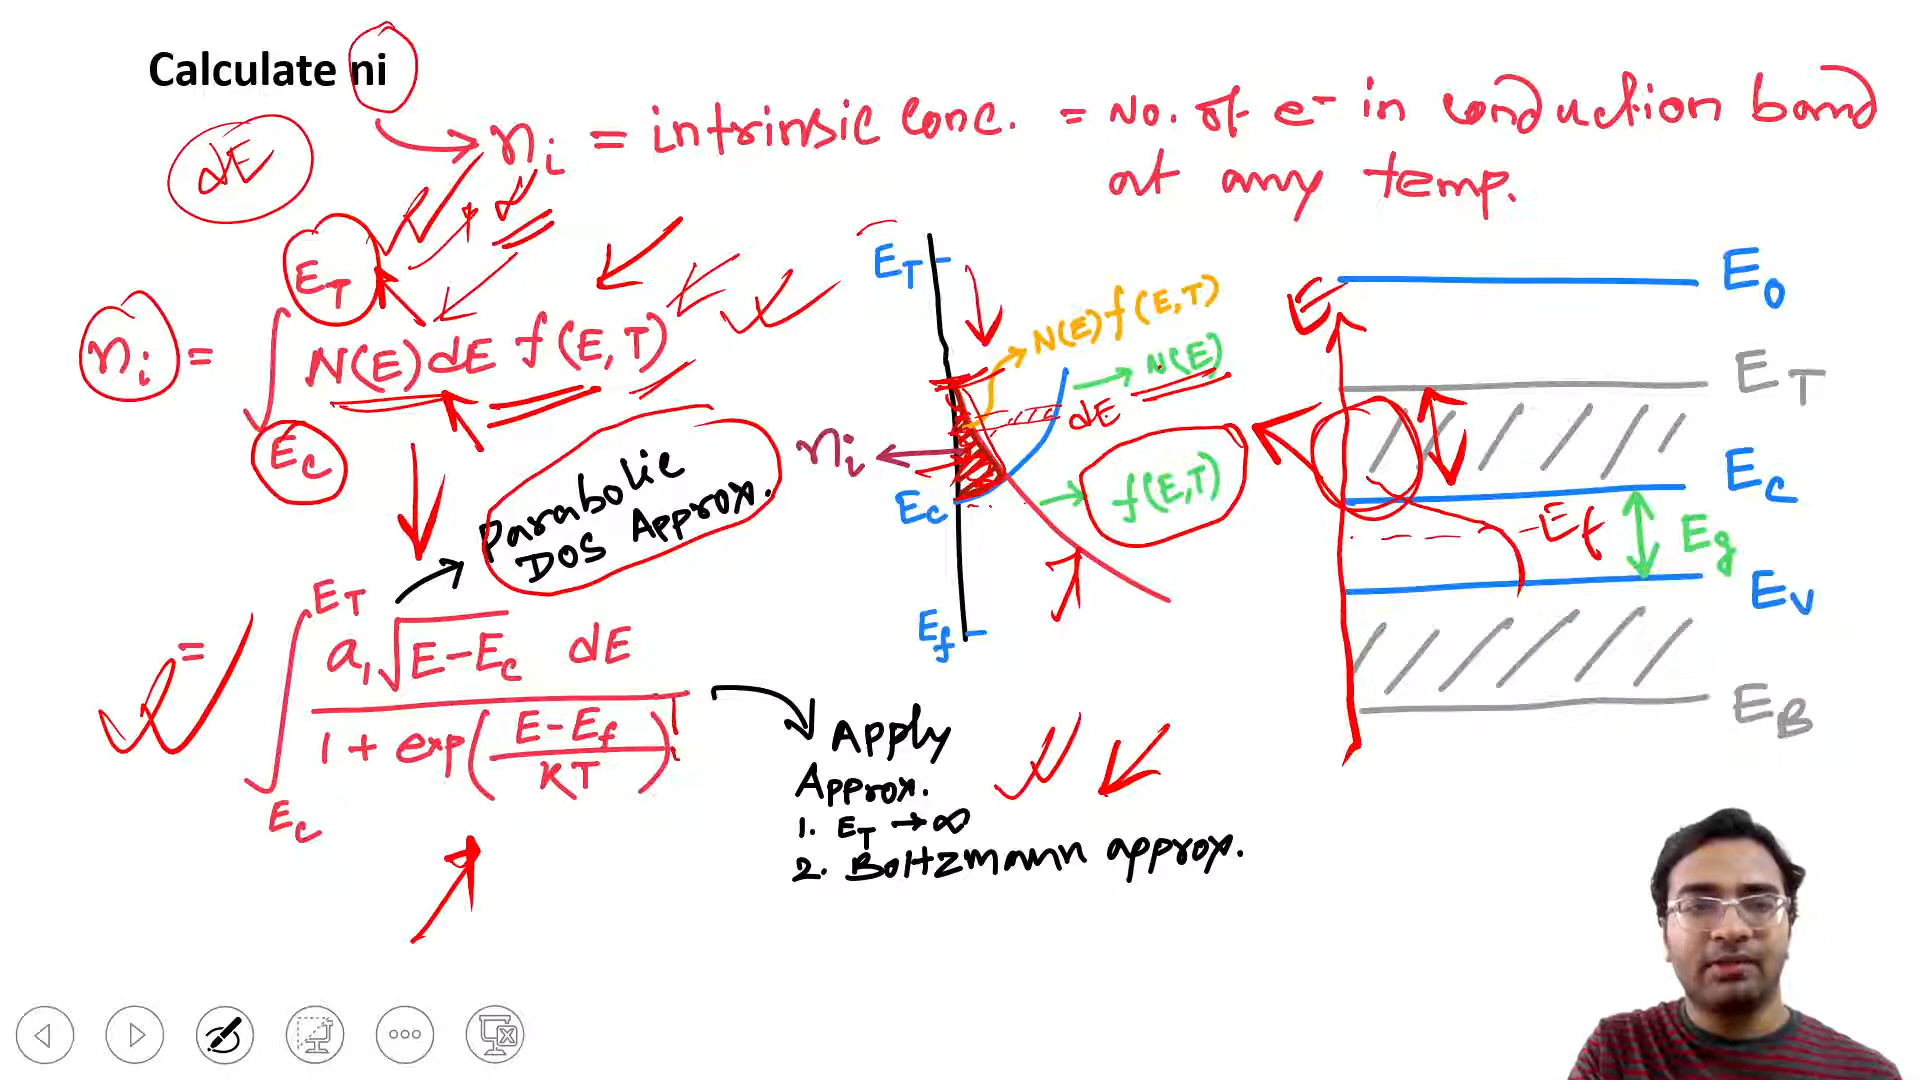 Calculate ni
dE
ni = intrinsic conc. = No. of e- in conduction band
at any temp.
ni = ∫ N(E) dE f(E,T)
ET
EC
Parabolic
DOS Approx.
= ∫ a1 √(E-Ec) dE / (1 + exp((E-Ef)/KT))
ET
EC
Apply
Approx.
1. ET → ∞
2. Boltzmann approx.
ET
N(E) f(E,T)
N(E)
dE
ni
f(E,T)
Ec
Ef
E
E0
ET
EC
Ef
Eg
EV
EB